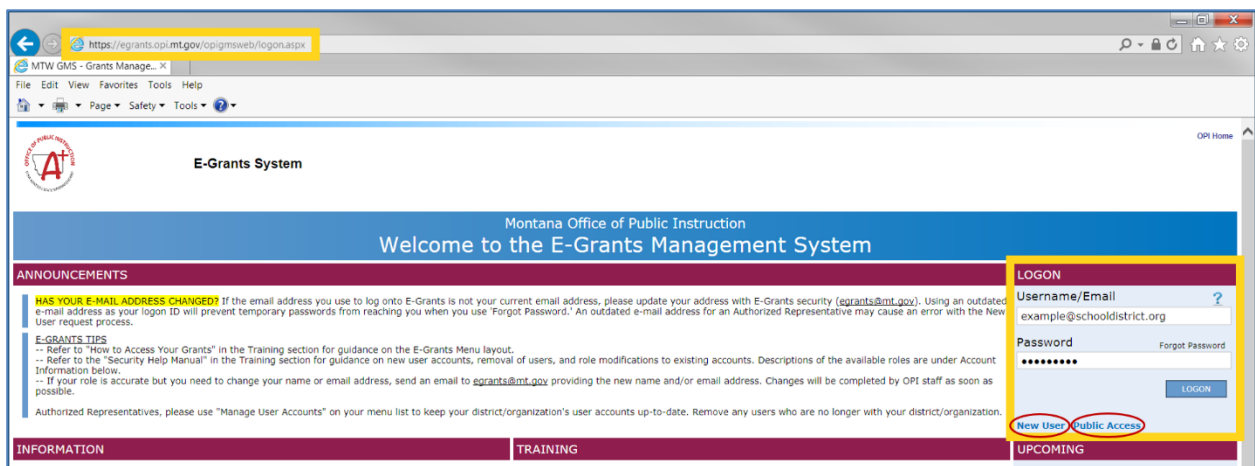 https://egrants.opi.mt.gov/opigmsweb/logon.aspx
MTW GMS - Grants Manage...
File Edit View Favorites Tools Help
Page Safety Tools
OPI Home
OFFICE OF PUBLIC INSTRUCTION
A+
E-Grants System
Montana Office of Public Instruction
Welcome to the E-Grants Management System
ANNOUNCEMENTS
HAS YOUR E-MAIL ADDRESS CHANGED? If the email address you use to log onto E-Grants is not your current email address, please update your address with E-Grants security (egrants@mt.gov). Using an outdated
e-mail address as your logon ID will prevent temporary passwords from reaching you when you use 'Forgot Password.' An outdated e-mail address for an Authorized Representative may cause an error with the New
User request process.
E-GRANTS TIPS
-- Refer to "How to Access Your Grants" in the Training section for guidance on the E-Grants Menu layout.
-- Refer to the "Security Help Manual" in the Training section for guidance on new user accounts, removal of users, and role modifications to existing accounts. Descriptions of the available roles are under Account
Information below.
-- If your role is accurate but you need to change your name or email address, send an email to egrants@mt.gov providing the new name and/or email address. Changes will be completed by OPI staff as soon as
possible.
Authorized Representatives, please use "Manage User Accounts" on your menu list to keep your district/organization's user accounts up-to-date. Remove any users who are no longer with your district/organization.
LOGON
Username/Email ?
example@schooldistrict.org
Password Forgot Password
•••••••••
LOGON
New User Public Access
INFORMATION
TRAINING
UPCOMING